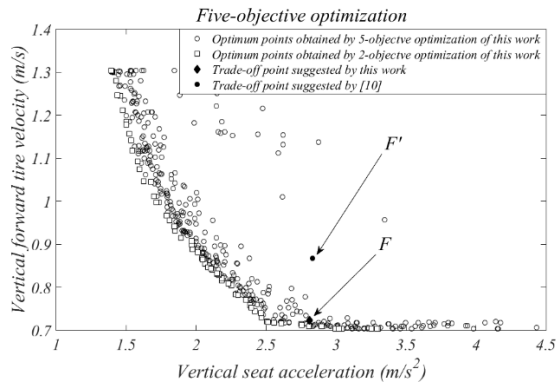 Five-objective optimization
Optimum points obtained by 5-objectve optimization of this work
Optimum points obtained by 2-objectve optimization of this work
Trade-off point suggested by this work
Trade-off point suggested by [10]
Vertical forward tire velocity (m/s)
1.4
1.3
1.2
1.1
1
0.9
0.8
0.7
F'
F
1 1.5 2 2.5 3 3.5 4 4.5
Vertical seat acceleration (m/s²)